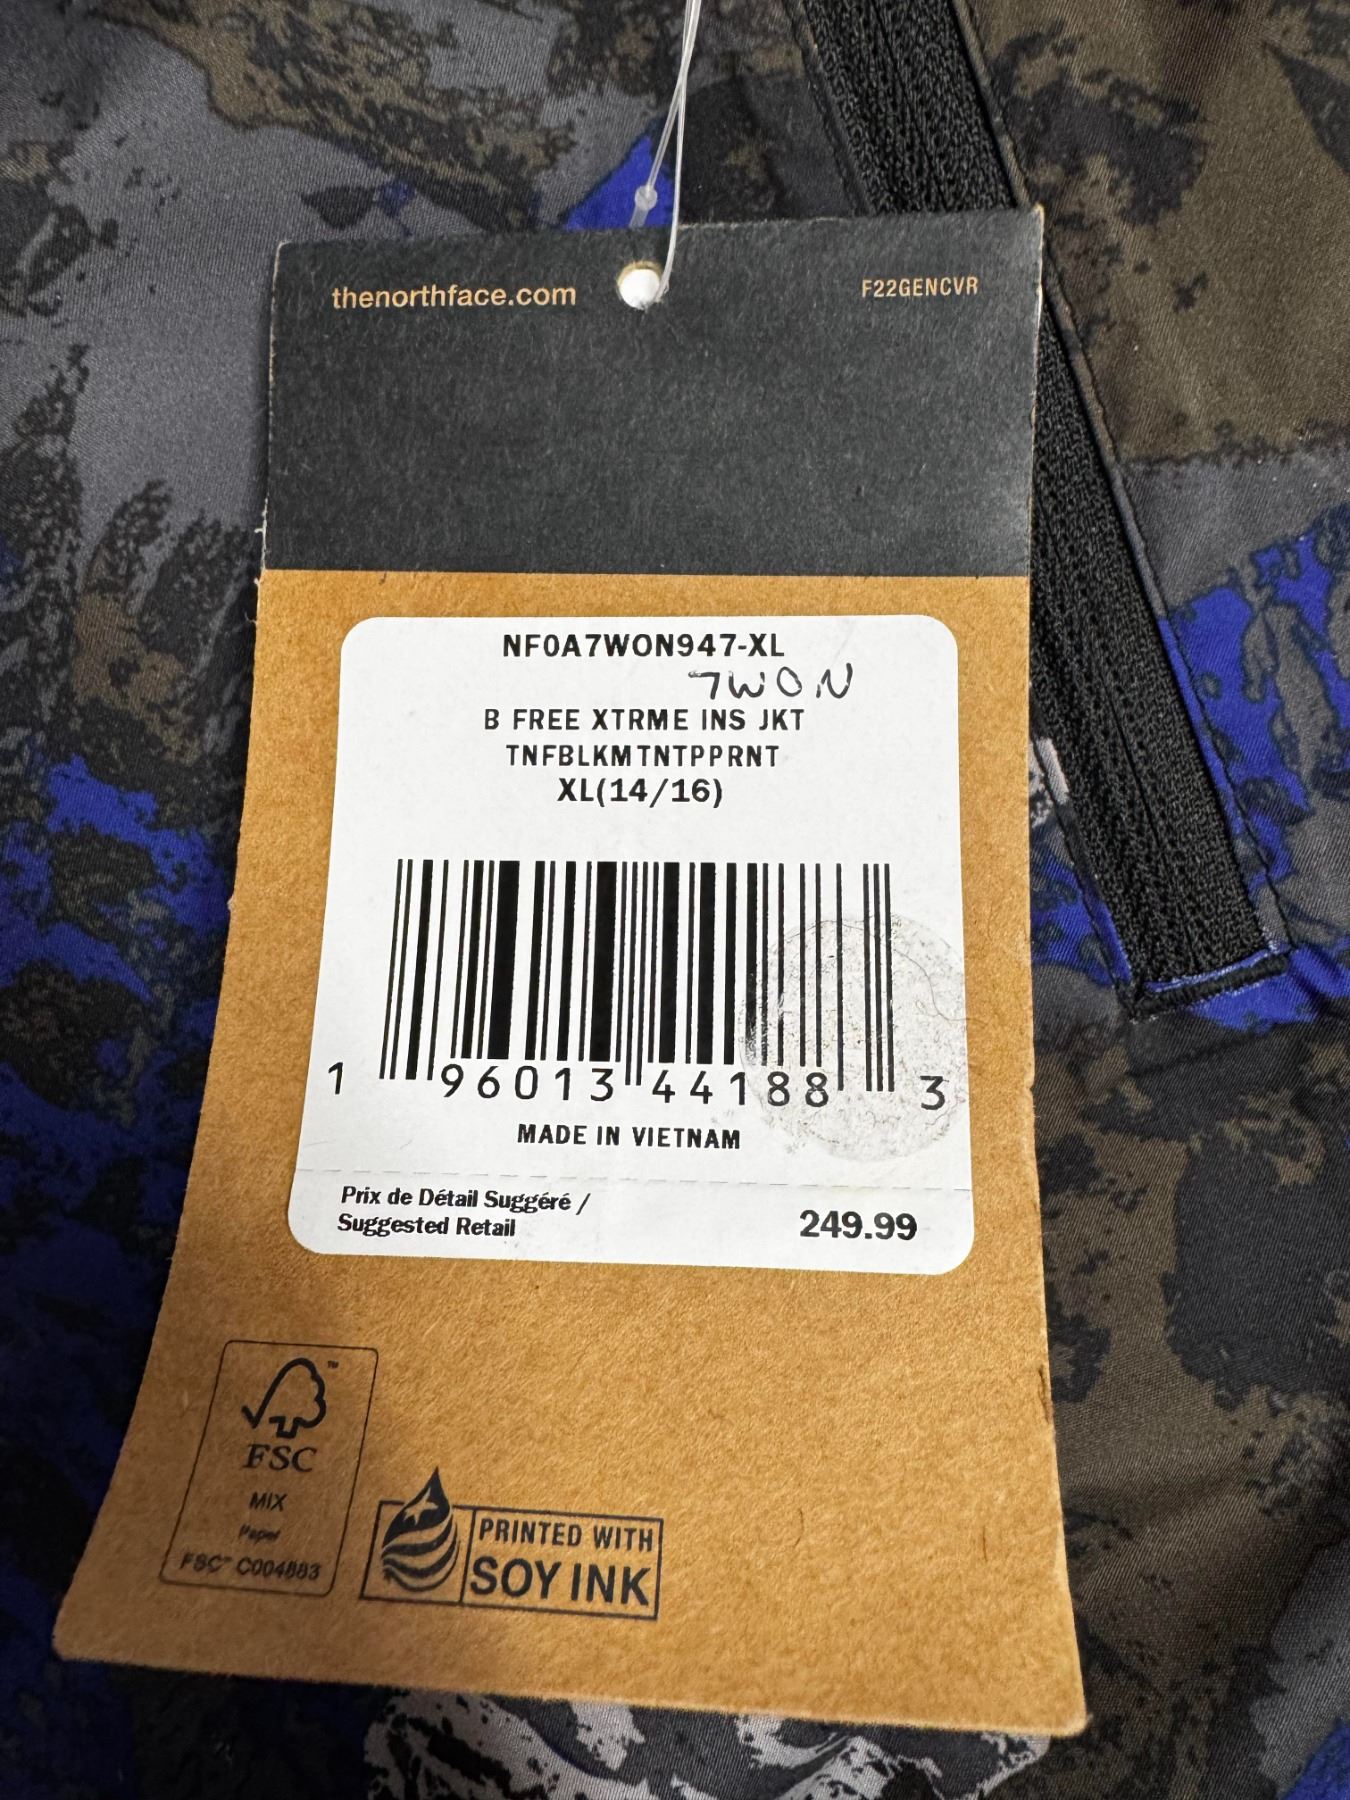 thenorthface.com
F22GENCVR
NF0A7WON947-XL
7WON
B FREE XTRME INS JKT
TNFBLKMTNTPPRNT
XL(14/16)
1 96013 44188 3
MADE IN VIETNAM
Prix de Détail Suggéré /
Suggested Retail
249.99
FSC
MIX
Paper
FSC™ C004883
PRINTED WITH
SOY INK